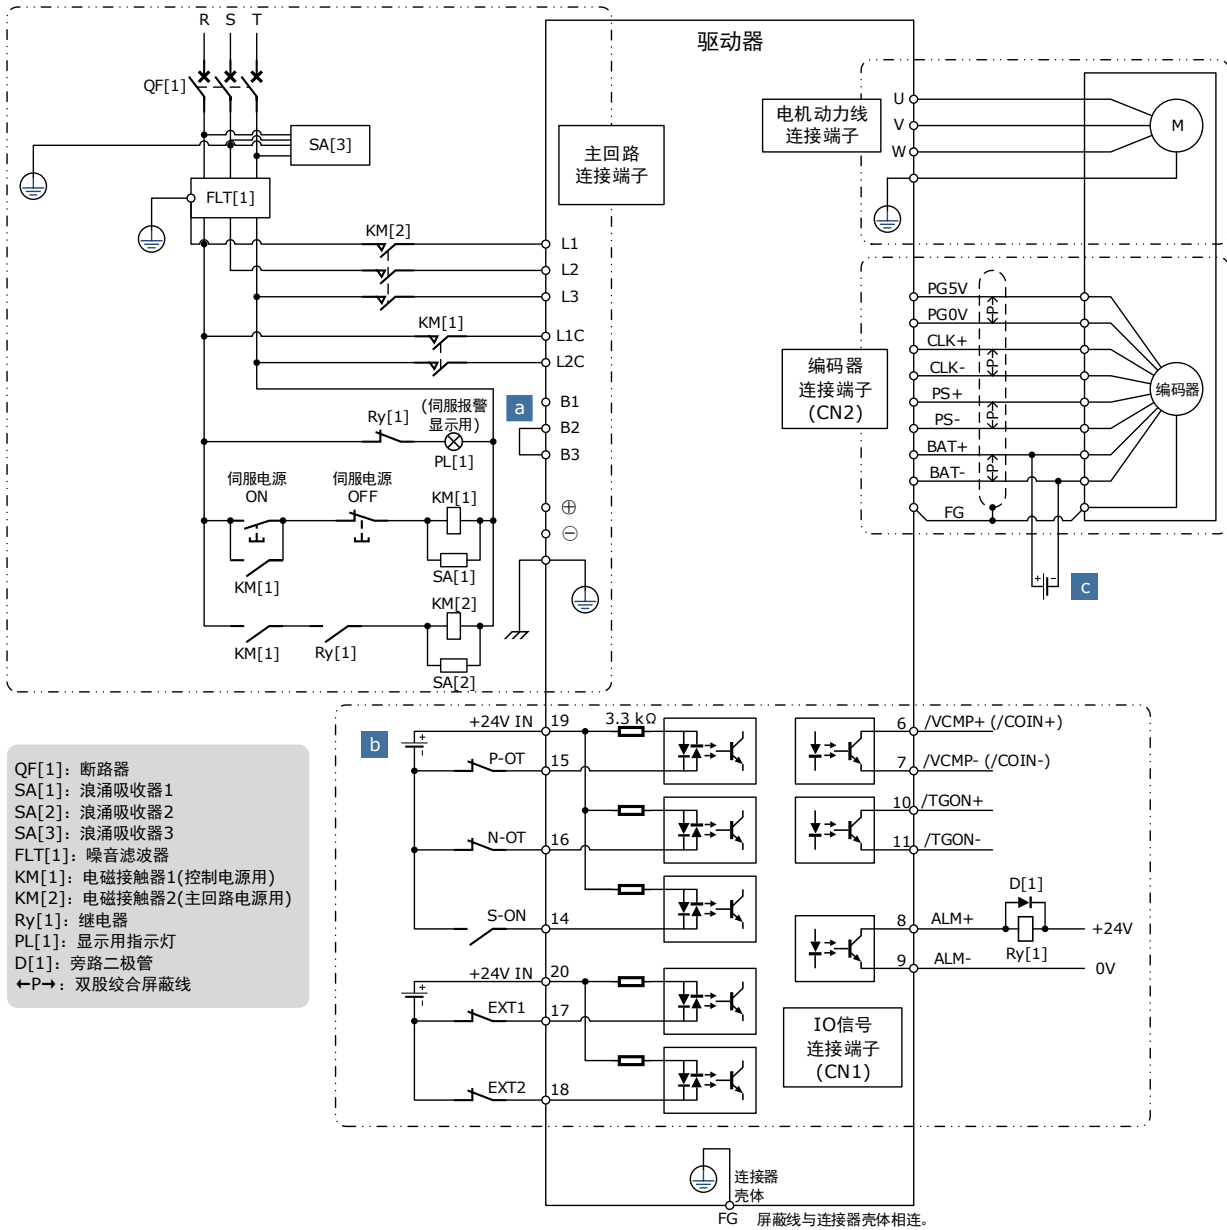 R S T
QF[1]
SA[3]
FLT[1]
KM[2]
KM[1]
驱动器
主回路
连接端子
L1
L2
L3
L1C
L2C
B1
B2
B3
⊕
⊖
a
Ry[1]
(伺服报警
显示用)
PL[1]
伺服电源
ON
伺服电源
OFF
KM[1]
KM[1]
SA[1]
KM[2]
KM[1]
Ry[1]
SA[2]
电机动力线
连接端子
U
V
W
M
编码器
连接端子
(CN2)
PG5V
PG0V
CLK+
CLK-
PS+
PS-
BAT+
BAT-
FG
P
P
P
P
编码器
+ -
c
QF[1]：断路器
SA[1]：浪涌吸收器1
SA[2]：浪涌吸收器2
SA[3]：浪涌吸收器3
FLT[1]：噪音滤波器
KM[1]：电磁接触器1(控制电源用)
KM[2]：电磁接触器2(主回路电源用)
Ry[1]：继电器
PL[1]：显示用指示灯
D[1]：旁路二极管
←P→：双股绞合屏蔽线
b
+24V IN 19
3.3 kΩ
+
-
P-OT 15
N-OT 16
S-ON 14
+24V IN 20
+
-
EXT1 17
EXT2 18
6 /VCMP+ (/COIN+)
7 /VCMP- (/COIN-)
10 /TGON+
11 /TGON-
D[1]
8 ALM+
+24V
Ry[1]
9 ALM-
0V
IO信号
连接端子
(CN1)
连接器
壳体
FG
屏蔽线与连接器壳体相连。